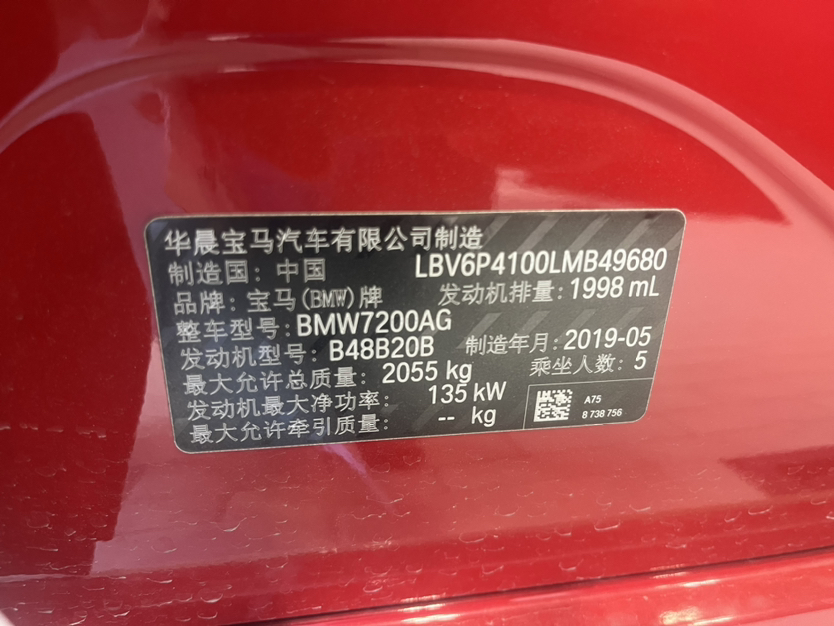 华晨宝马汽车有限公司制造
制造国: 中国 LBV6P4100LMB49680
品牌: 宝马(BMW)牌 发动机排量: 1998 mL
整车型号: BMW7200AG
发动机型号: B48B20B 制造年月: 2019-05
最大允许总质量: 2055 kg 乘坐人数: 5
发动机最大净功率: 135 kW
最大允许牵引质量: -- kg
A75
8 738 756